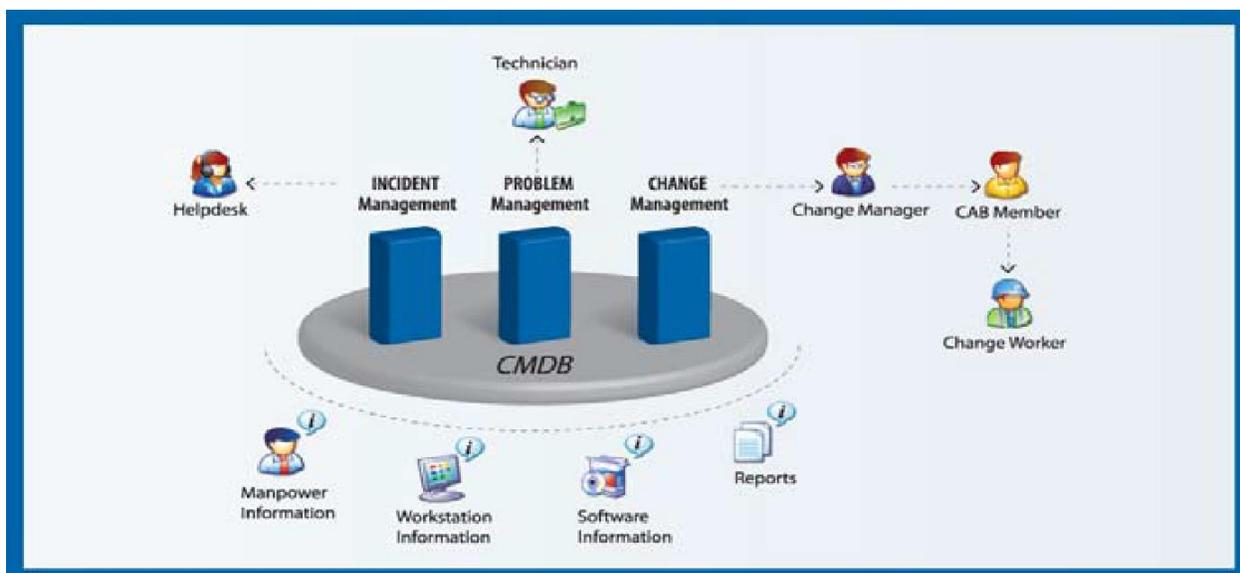 Technician
Helpdesk
INCIDENT
Management
PROBLEM
Management
CHANGE
Management
Change Manager
CAB Member
Change Worker
CMDB
Manpower
Information
Workstation
Information
Software
Information
Reports